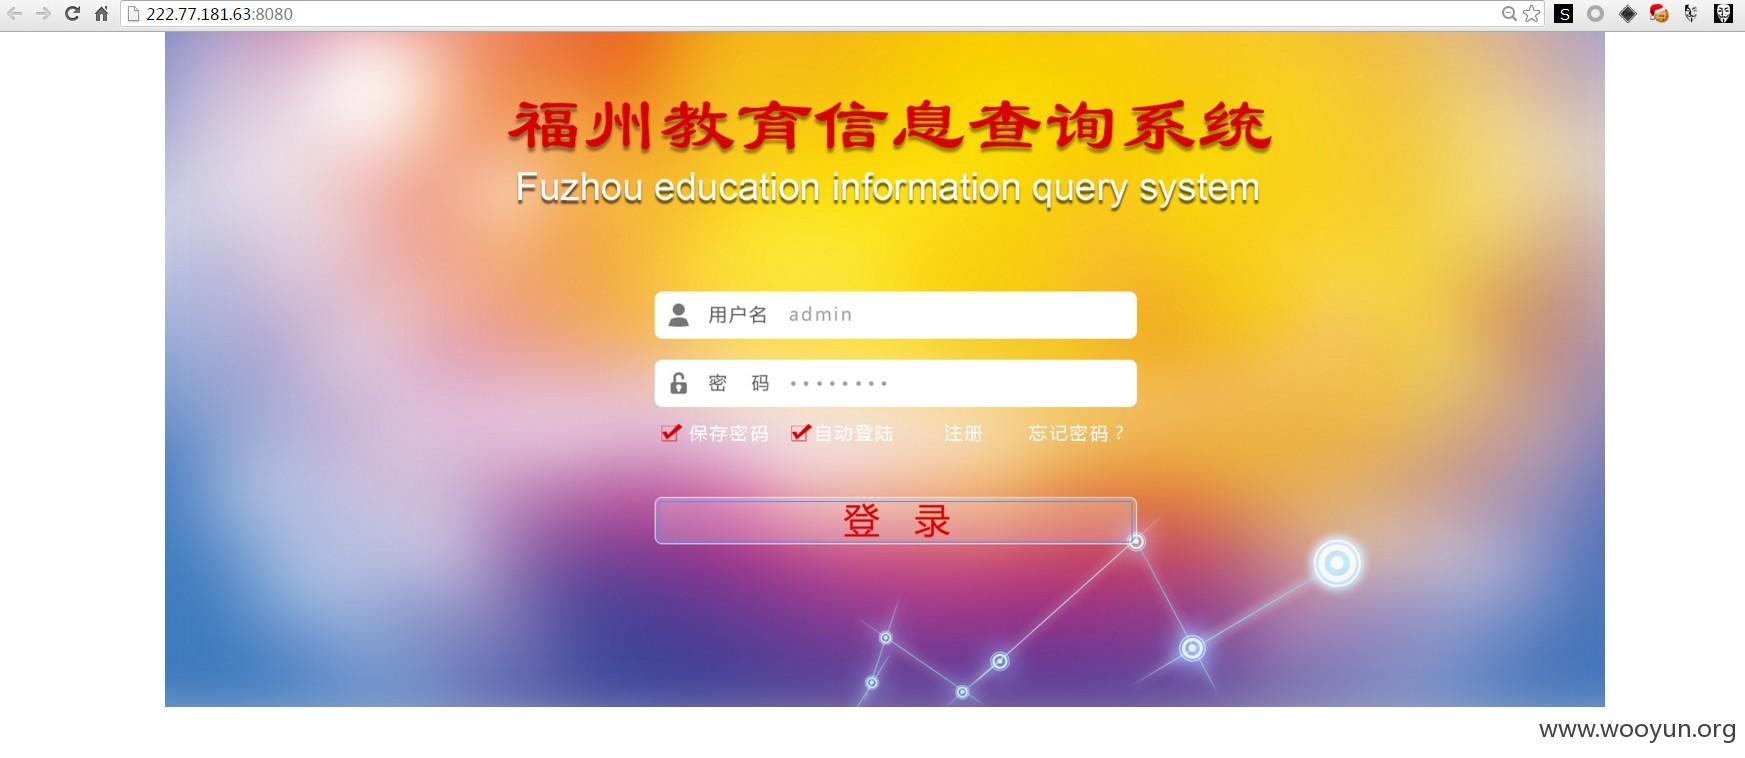 222.77.181.63:8080
福州教育信息查询系统
Fuzhou education information query system
用户名 admin
密 码 ••••••••
保存密码 自动登陆 注册 忘记密码？
登 录
www.wooyun.org